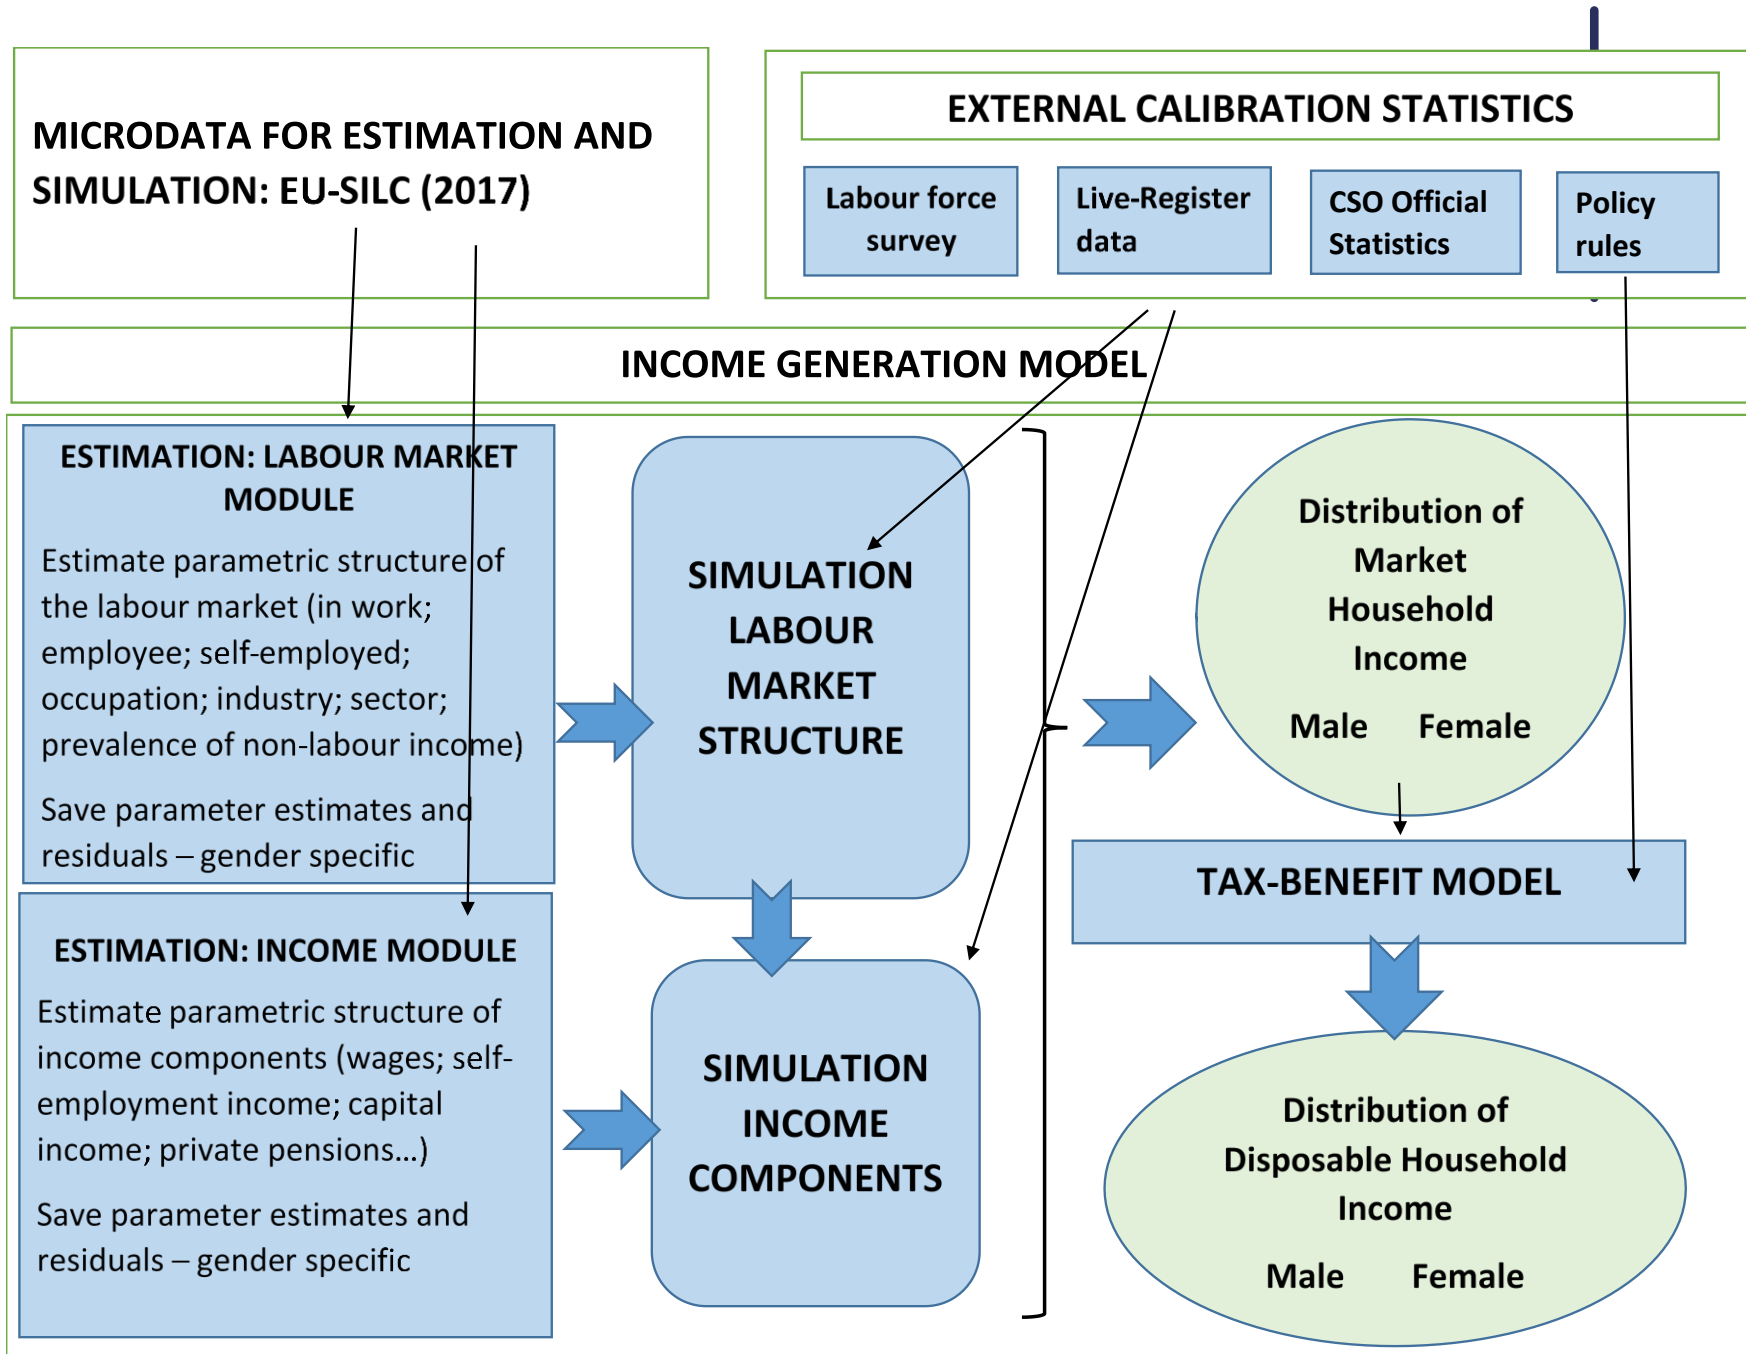 MICRODATA FOR ESTIMATION AND
SIMULATION: EU-SILC (2017)
EXTERNAL CALIBRATION STATISTICS
Labour force
survey
Live-Register
data
CSO Official
Statistics
Policy
rules
INCOME GENERATION MODEL
ESTIMATION: LABOUR MARKET
MODULE
Estimate parametric structure of
the labour market (in work;
employee; self-employed;
occupation; industry; sector;
prevalence of non-labour income)
Save parameter estimates and
residuals – gender specific
SIMULATION
LABOUR
MARKET
STRUCTURE
Distribution of
Market
Household
Income
Male Female
TAX-BENEFIT MODEL
ESTIMATION: INCOME MODULE
Estimate parametric structure of
income components (wages; self-
employment income; capital
income; private pensions…)
Save parameter estimates and
residuals – gender specific
SIMULATION
INCOME
COMPONENTS
Distribution of
Disposable Household
Income
Male Female